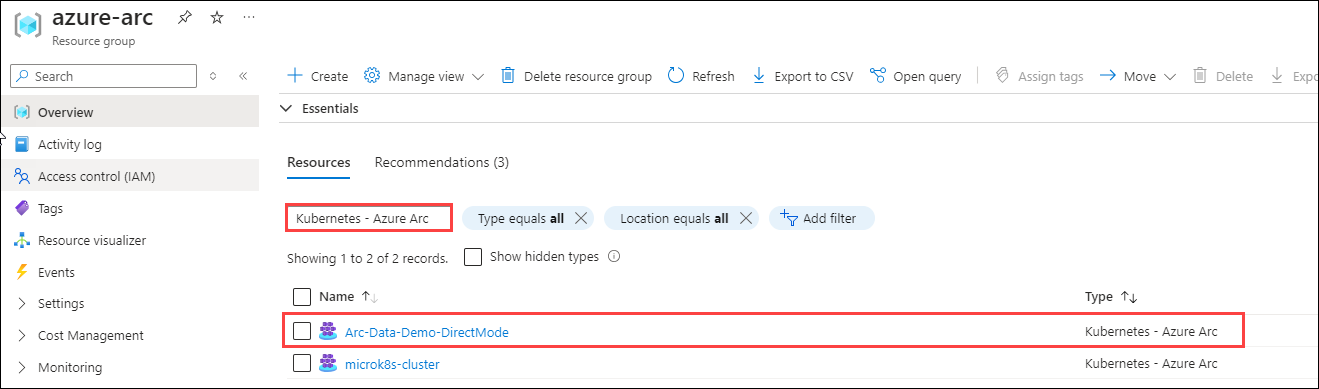 azure-arc
Resource group
Search
Overview
Activity log
Access control (IAM)
Tags
Resource visualizer
Events
Settings
Cost Management
Monitoring
Create Manage view Delete resource group Refresh Export to CSV Open query Assign tags Move Delete Expo
Essentials
Resources Recommendations (3)
Kubernetes - Azure Arc Type equals all Location equals all Add filter
Showing 1 to 2 of 2 records. Show hidden types
Name Type
Arc-Data-Demo-DirectMode Kubernetes - Azure Arc
microk8s-cluster Kubernetes - Azure Arc